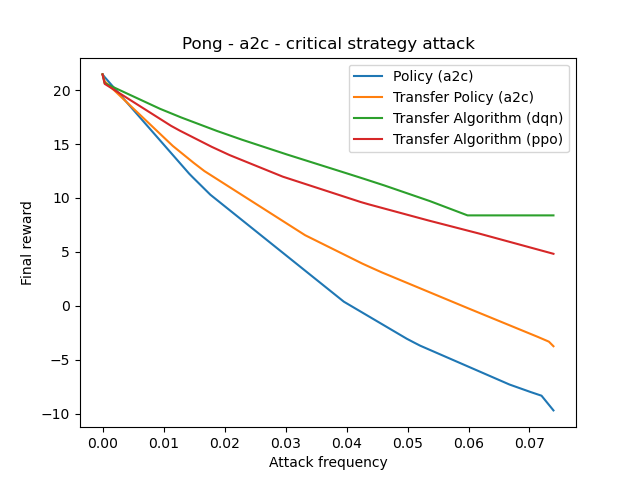 Pong - a2c - critical strategy attack
Policy (a2c)
Transfer Policy (a2c)
Transfer Algorithm (dqn)
Transfer Algorithm (ppo)
Final reward
20
15
10
5
0
−5
−10
0.00 0.01 0.02 0.03 0.04 0.05 0.06 0.07
Attack frequency